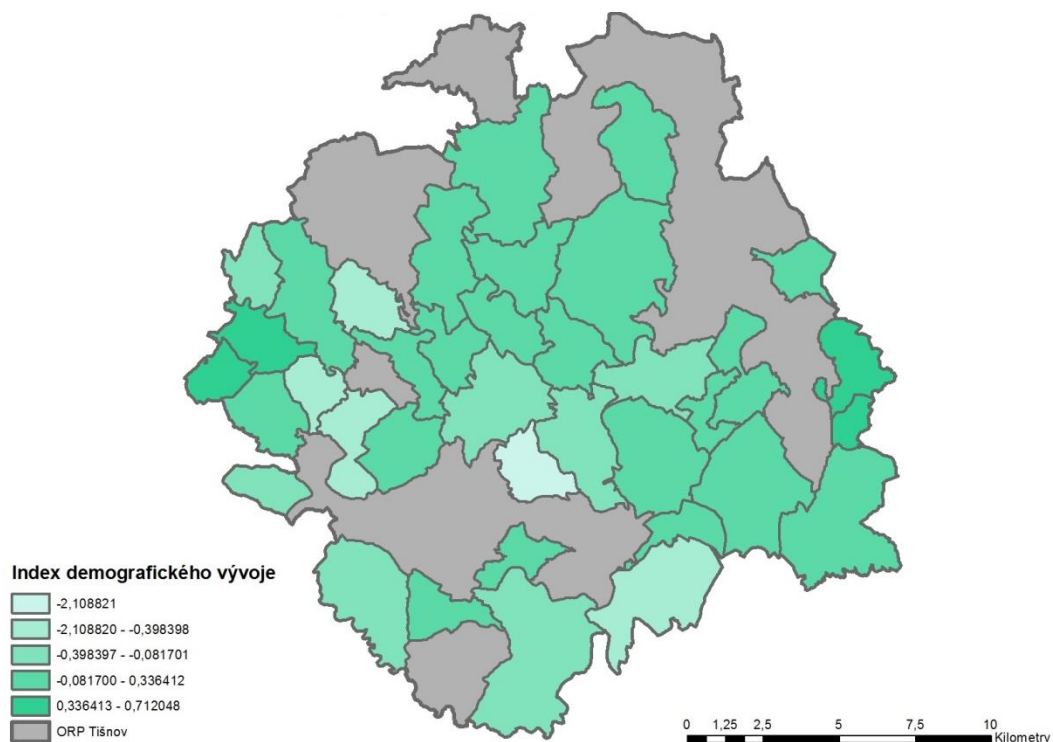 Index demografického vývoje
-2,108821
-2,108820 - -0,398398
-0,398397 - -0,081701
-0,081700 - 0,336412
0,336413 - 0,712048
ORP Tišnov
0 1,25 2,5 5 7,5 10
Kilometry